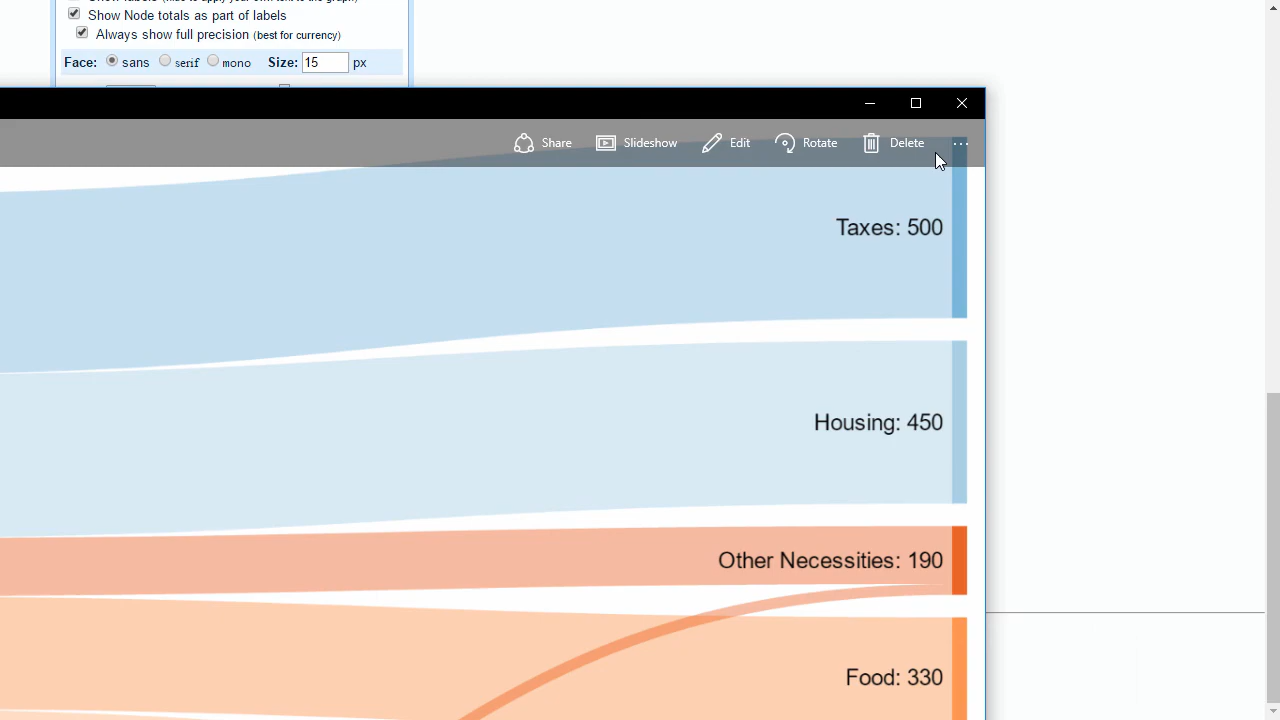 Show Node totals as part of labels
Always show full precision (best for currency)
Face: sans serif mono Size: 15 px
Share Slideshow Edit Rotate Delete ...
Taxes: 500
Housing: 450
Other Necessities: 190
Food: 330